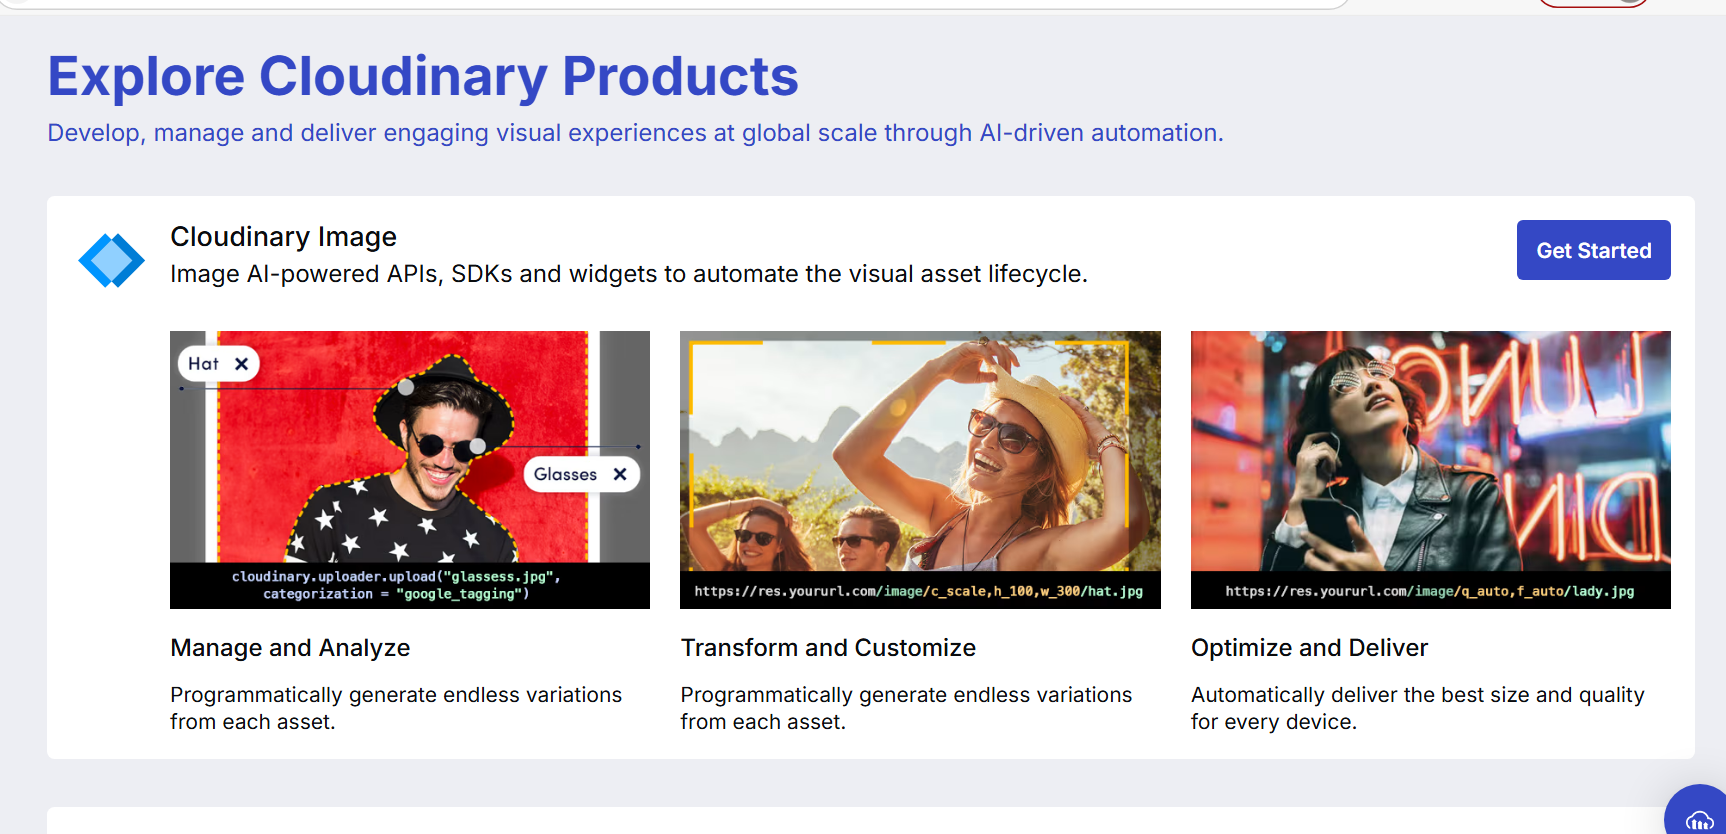 Explore Cloudinary Products
Develop, manage and deliver engaging visual experiences at global scale through AI-driven automation.
Cloudinary Image
Image AI-powered APIs, SDKs and widgets to automate the visual asset lifecycle.
Get Started
Hat ✕
Glasses ✕
cloudinary.uploader.upload("glassess.jpg",
categorization = "google_tagging")
https://res.yoururl.com/image/c_scale,h_100,w_300/hat.jpg
https://res.yoururl.com/image/q_auto,f_auto/lady.jpg
Manage and Analyze
Programmatically generate endless variations
from each asset.
Transform and Customize
Programmatically generate endless variations
from each asset.
Optimize and Deliver
Automatically deliver the best size and quality
for every device.